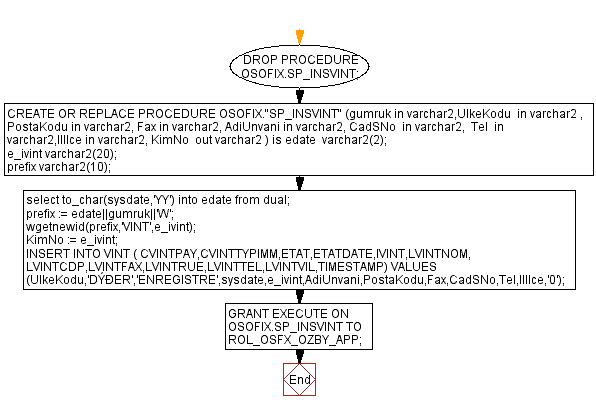 DROP PROCEDURE
OSOFIX.SP_INSVINT;
CREATE OR REPLACE PROCEDURE OSOFIX."SP_INSVINT" (gumruk in varchar2,UlkeKodu in varchar2 ,
PostaKodu in varchar2, Fax in varchar2, AdiUnvani in varchar2, CadSNo in varchar2, Tel in
varchar2,IlIlce in varchar2, KimNo out varchar2 ) is edate varchar2(2);
e_ivint varchar2(20);
prefix varchar2(10);
select to_char(sysdate,'YY') into edate from dual;
prefix := edate||gumruk||'W';
wgetnewid(prefix,'VINT',e_ivint);
KimNo := e_ivint;
INSERT INTO VINT ( CVINTPAY,CVINTTYPIMM,ETAT,ETATDATE,IVINT,LVINTNOM,
LVINTCDP,LVINTFAX,LVINTRUE,LVINTTEL,LVINTVIL,TIMESTAMP) VALUES
(UlkeKodu,'DÝÐER','ENREGISTRE',sysdate,e_ivint,AdiUnvani,PostaKodu,Fax,CadSNo,Tel,IlIlce,'0');
GRANT EXECUTE ON
OSOFIX.SP_INSVINT TO
ROL_OSFX_OZBY_APP;
End